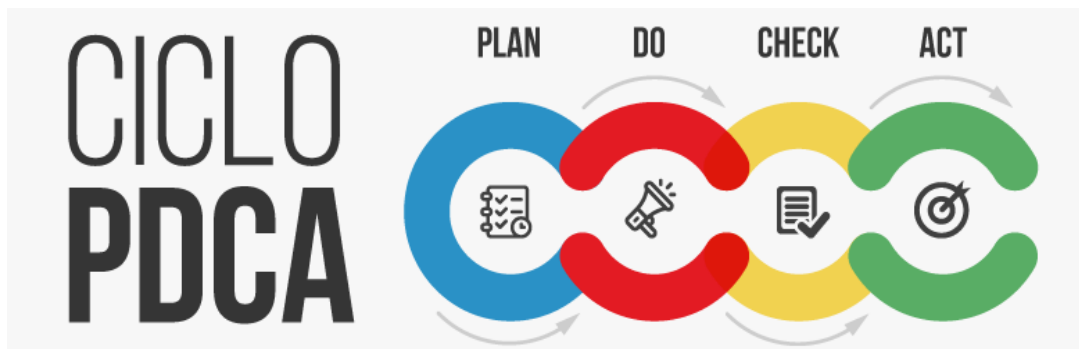 CICLO
PDCA
PLAN
DO
CHECK
ACT